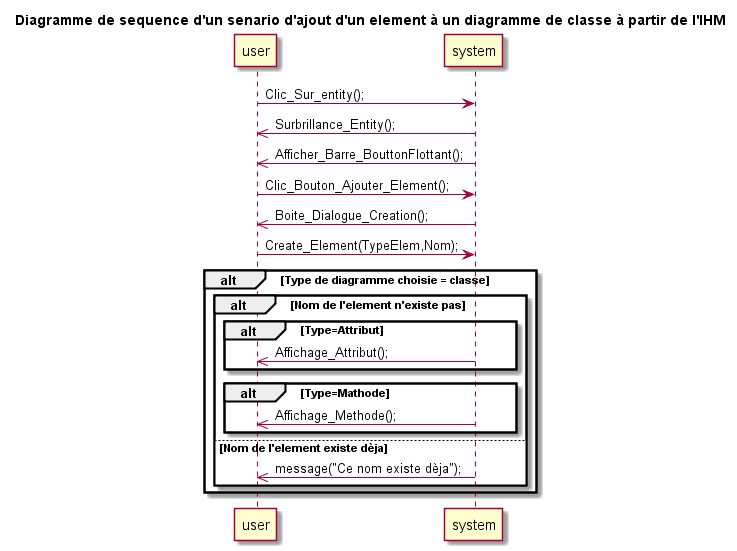 Diagramme de sequence d'un senario d'ajout d'un element à un diagramme de classe à partir de l'IHM
user system
Clic_Sur_entity();
Surbrillance_Entity();
Afficher_Barre_BouttonFlottant();
Clic_Bouton_Ajouter_Element();
Boite_Dialogue_Creation();
Create_Element(TypeElem,Nom);
alt [Type de diagramme choisie = classe]
alt [Nom de l'element n'existe pas]
alt [Type=Attribut]
Affichage_Attribut();
alt [Type=Mathode]
Affichage_Methode();
[Nom de l'element existe dèja]
message("Ce nom existe dèja");
user system